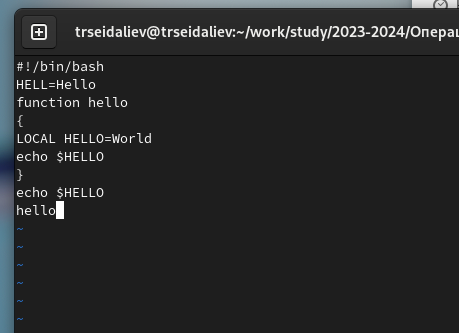 trseidaliev@trseidaliev:~/work/study/2023-2024/Операц
#!/bin/bash
HELL=Hello
function hello
{
LOCAL HELLO=World
echo $HELLO
}
echo $HELLO
hello
~
~
~
~
~
~